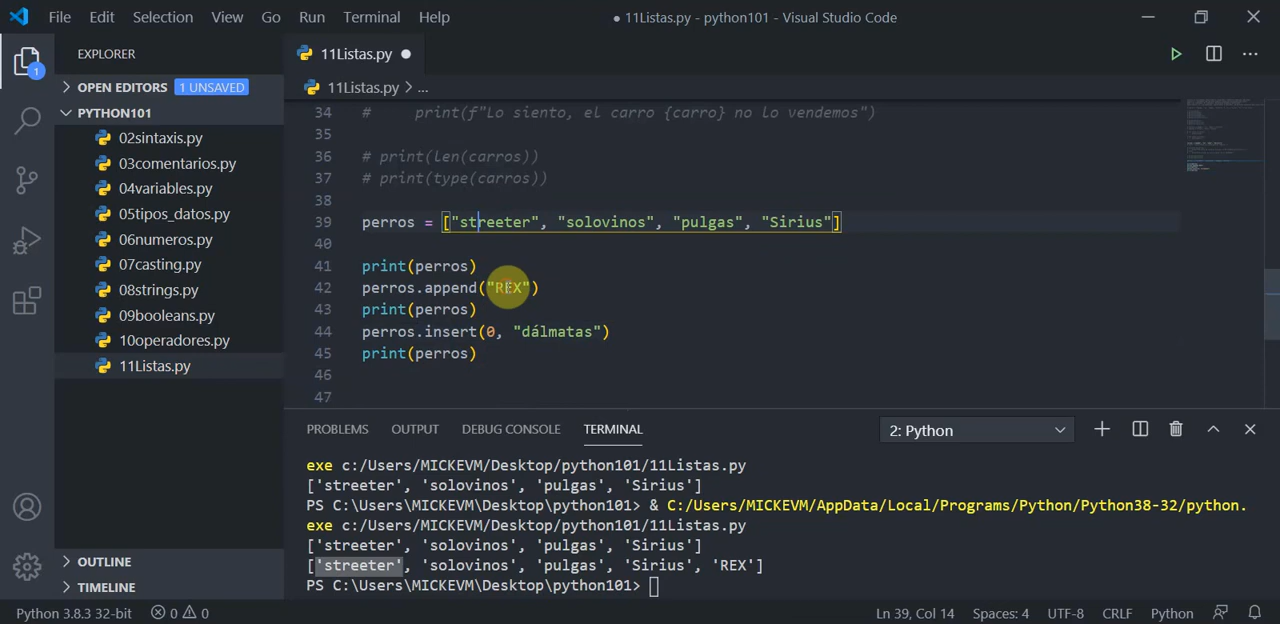 File Edit Selection View Go Run Terminal Help
● 11Listas.py - python101 - Visual Studio Code
EXPLORER
11Listas.py ●
1
OPEN EDITORS 1 UNSAVED
11Listas.py > ...
PYTHON101
02sintaxis.py
03comentarios.py
04variables.py
05tipos_datos.py
06numeros.py
07casting.py
08strings.py
09booleans.py
10operadores.py
11Listas.py
OUTLINE
TIMELINE
34 #     print(f"Lo siento, el carro {carro} no lo vendemos")
35
36 # print(len(carros))
37 # print(type(carros))
38
39 perros = ["streeter", "solovinos", "pulgas", "Sirius"]
40
41 print(perros)
42 perros.append("REX")
43 print(perros)
44 perros.insert(0, "dálmatas")
45 print(perros)
46
47
PROBLEMS OUTPUT DEBUG CONSOLE TERMINAL 2: Python
exe c:/Users/MICKEVM/Desktop/python101/11Listas.py
['streeter', 'solovinos', 'pulgas', 'Sirius']
PS C:\Users\MICKEVM\Desktop\python101> & C:/Users/MICKEVM/AppData/Local/Programs/Python/Python38-32/python.
exe c:/Users/MICKEVM/Desktop/python101/11Listas.py
['streeter', 'solovinos', 'pulgas', 'Sirius']
['streeter', 'solovinos', 'pulgas', 'Sirius', 'REX']
PS C:\Users\MICKEVM\Desktop\python101>
Python 3.8.3 32-bit 0 0 Ln 39, Col 14 Spaces: 4 UTF-8 CRLF Python